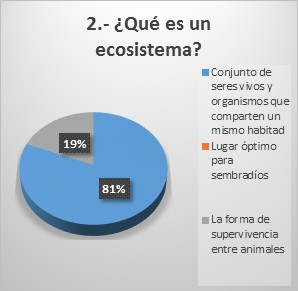 2.- ¿Qué es un
ecosistema?
Conjunto de
seres vivos y
organismos que
comparten un
mismo habitad
Lugar óptimo
para
sembradíos
La forma de
supervivencia
entre animales
19%
81%